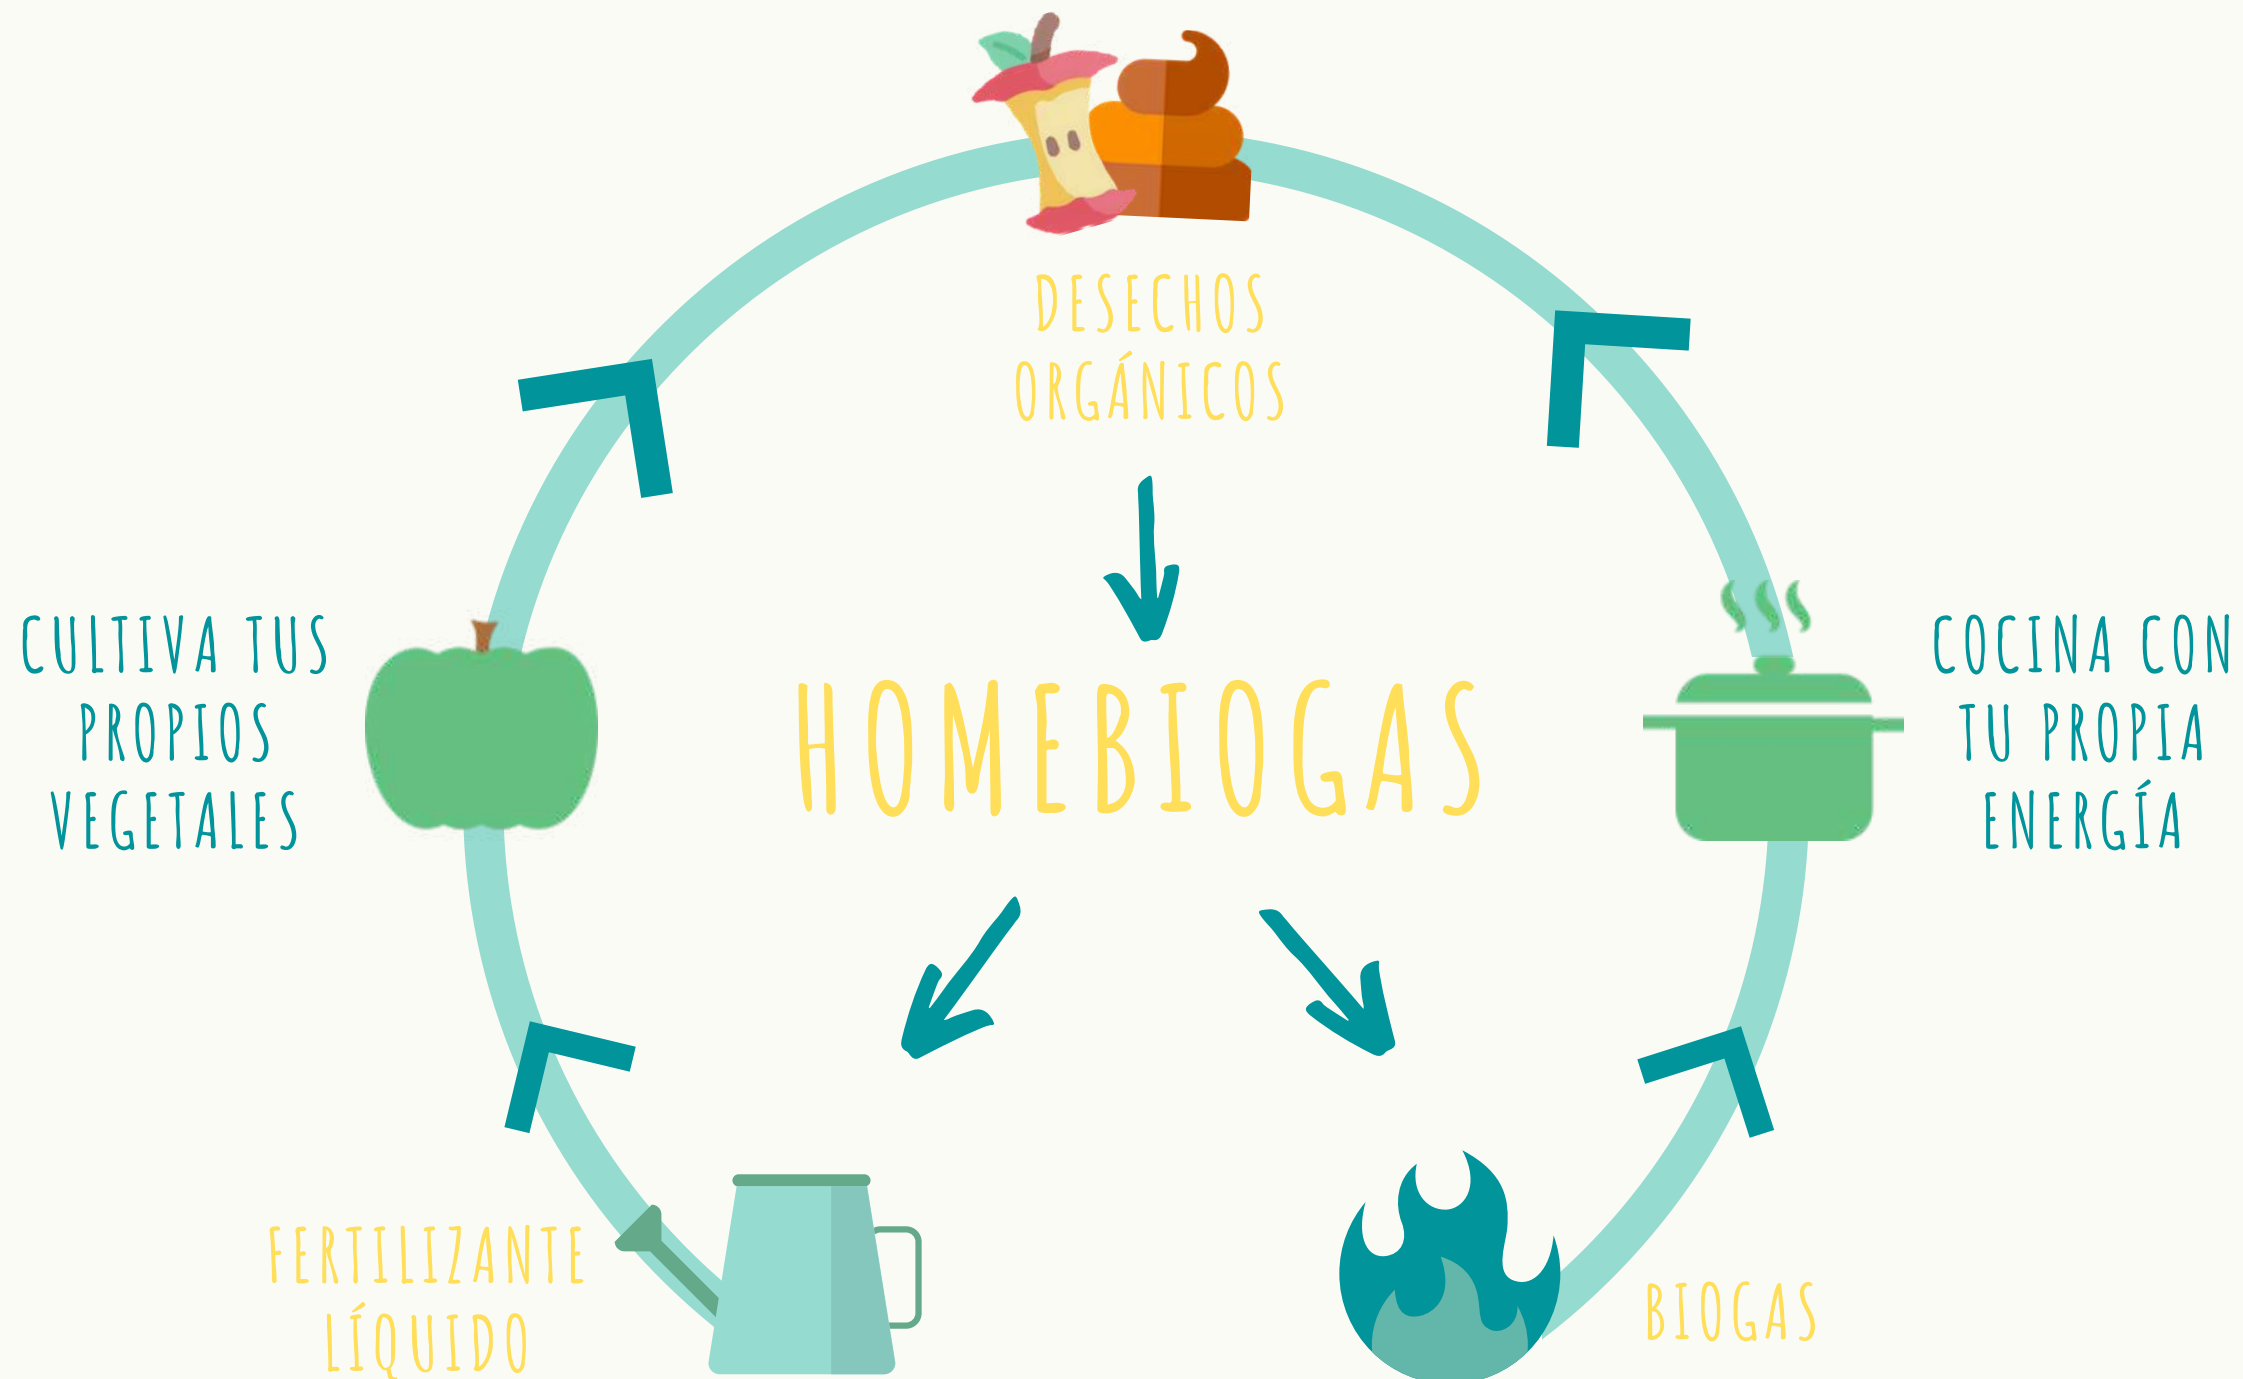 DESECHOS
ORGÁNICOS
CULTIVA TUS
PROPIOS
VEGETALES
HOMEBIOGAS
COCINA CON
TU PROPIA
ENERGÍA
FERTILIZANTE
LÍQUIDO
BIOGAS